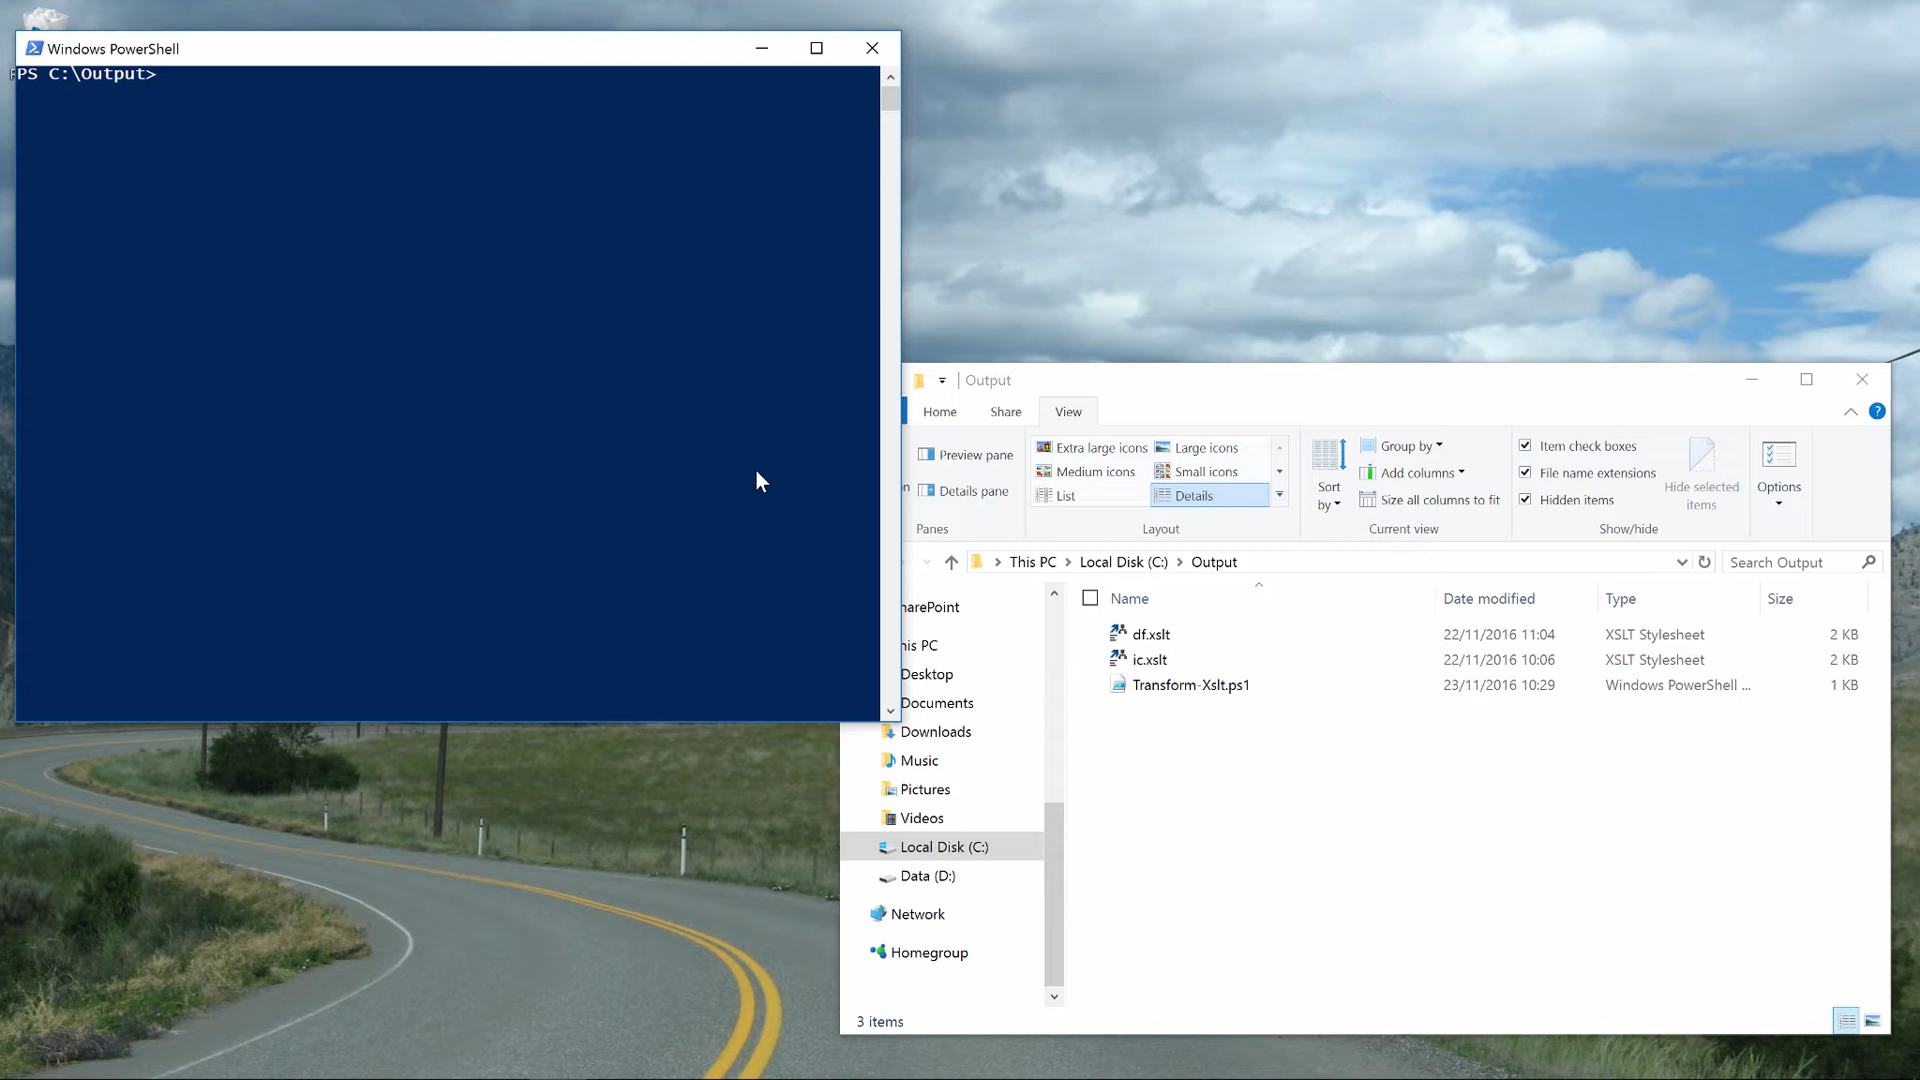 Windows PowerShell
PS C:\Output>
Output
Home Share View
Preview pane
Details pane
Panes
Extra large icons Large icons
Medium icons Small icons
List Details
Layout
Sort by
Group by
Add columns
Size all columns to fit
Current view
Item check boxes
File name extensions
Hidden items
Hide selected items
Show/hide
Options
This PC > Local Disk (C:) > Output
Search Output
Name Date modified Type Size
df.xslt 22/11/2016 11:04 XSLT Stylesheet 2 KB
ic.xslt 22/11/2016 10:06 XSLT Stylesheet 2 KB
Transform-Xslt.ps1 23/11/2016 10:29 Windows PowerShell ... 1 KB
harePoint
his PC
Desktop
Documents
Downloads
Music
Pictures
Videos
Local Disk (C:)
Data (D:)
Network
Homegroup
3 items